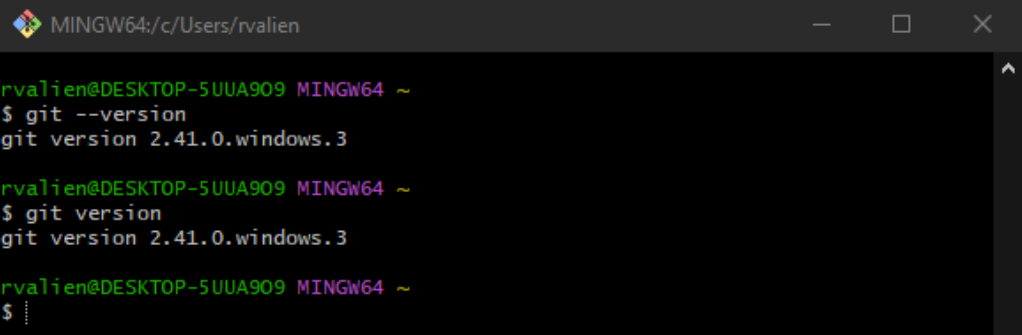 MINGW64:/c/Users/rvalien
rvalien@DESKTOP-5UUA9O9 MINGW64 ~
$ git --version
git version 2.41.0.windows.3
rvalien@DESKTOP-5UUA9O9 MINGW64 ~
$ git version
git version 2.41.0.windows.3
rvalien@DESKTOP-5UUA9O9 MINGW64 ~
$